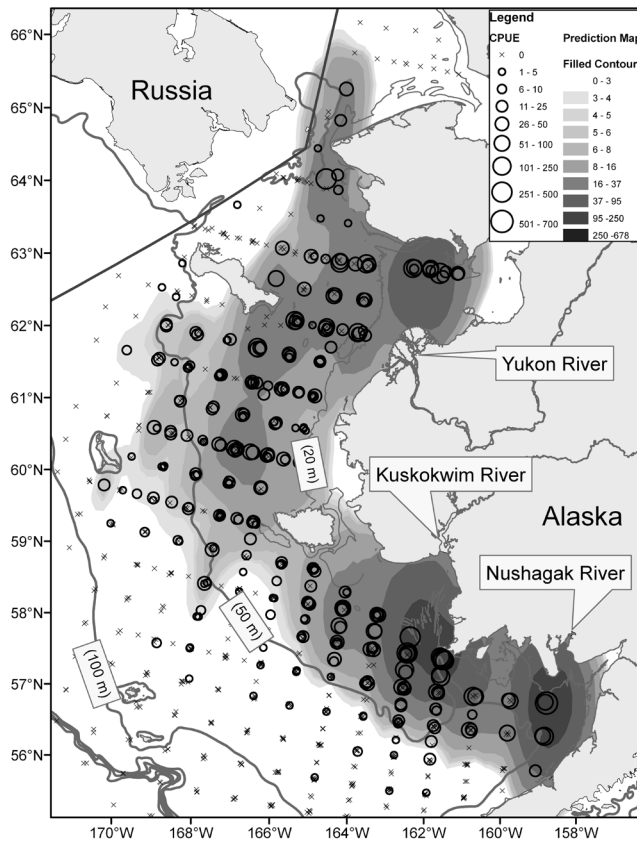 66°N
65°N
64°N
63°N
62°N
61°N
60°N
59°N
58°N
57°N
56°N
Russia
Legend
CPUE
0
1 - 5
6 - 10
11 - 25
26 - 50
51 - 100
101 - 250
251 - 500
501 - 700
Prediction Map
Filled Contour
0 - 3
3 - 4
4 - 5
5 - 6
6 - 8
8 - 16
16 - 37
37 - 95
95 -250
250 -678
Yukon River
(20 m)
Kuskokwim River
Alaska
Nushagak River
(50 m)
(100 m)
170°W
168°W
166°W
164°W
162°W
160°W
158°W